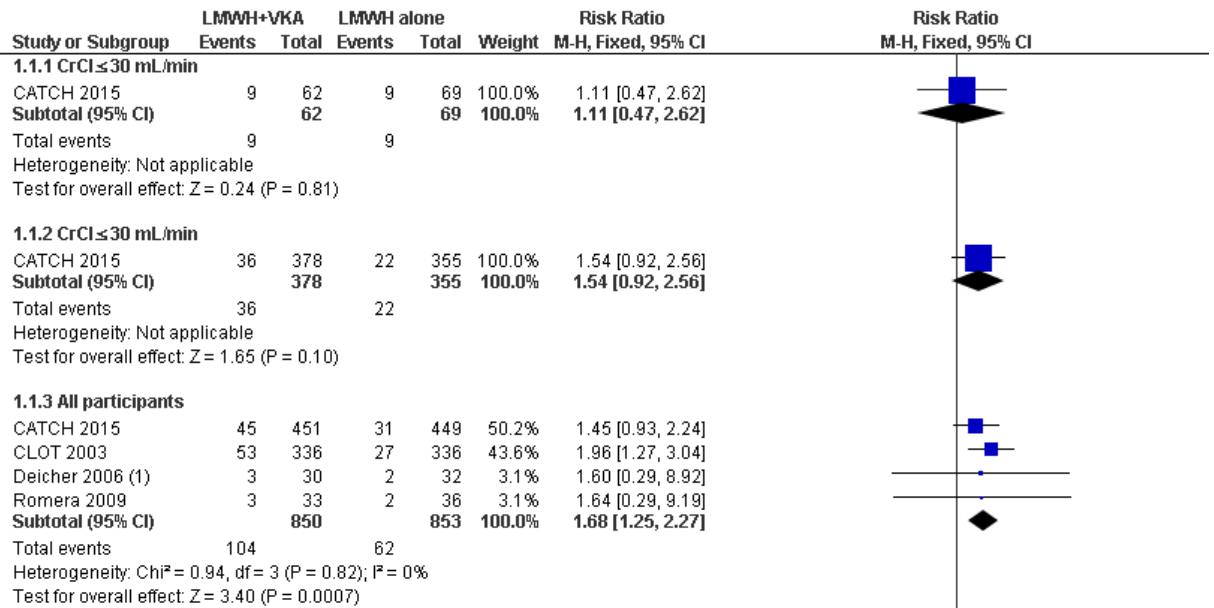 LMWH+VKA LMWH alone Risk Ratio Risk Ratio
Study or Subgroup Events Total Events Total Weight M-H, Fixed, 95% CI M-H, Fixed, 95% CI
1.1.1 CrCl≤30 mL/min
CATCH 2015 9 62 9 69 100.0% 1.11 [0.47, 2.62]
Subtotal (95% CI) 62 69 100.0% 1.11 [0.47, 2.62]
Total events 9 9
Heterogeneity: Not applicable
Test for overall effect: Z = 0.24 (P = 0.81)
1.1.2 CrCl≤30 mL/min
CATCH 2015 36 378 22 355 100.0% 1.54 [0.92, 2.56]
Subtotal (95% CI) 378 355 100.0% 1.54 [0.92, 2.56]
Total events 36 22
Heterogeneity: Not applicable
Test for overall effect: Z = 1.65 (P = 0.10)
1.1.3 All participants
CATCH 2015 45 451 31 449 50.2% 1.45 [0.93, 2.24]
CLOT 2003 53 336 27 336 43.6% 1.96 [1.27, 3.04]
Deicher 2006 (1) 3 30 2 32 3.1% 1.60 [0.29, 8.92]
Romera 2009 3 33 2 36 3.1% 1.64 [0.29, 9.19]
Subtotal (95% CI) 850 853 100.0% 1.68 [1.25, 2.27]
Total events 104 62
Heterogeneity: Chi² = 0.94, df = 3 (P = 0.82); I² = 0%
Test for overall effect: Z = 3.40 (P = 0.0007)